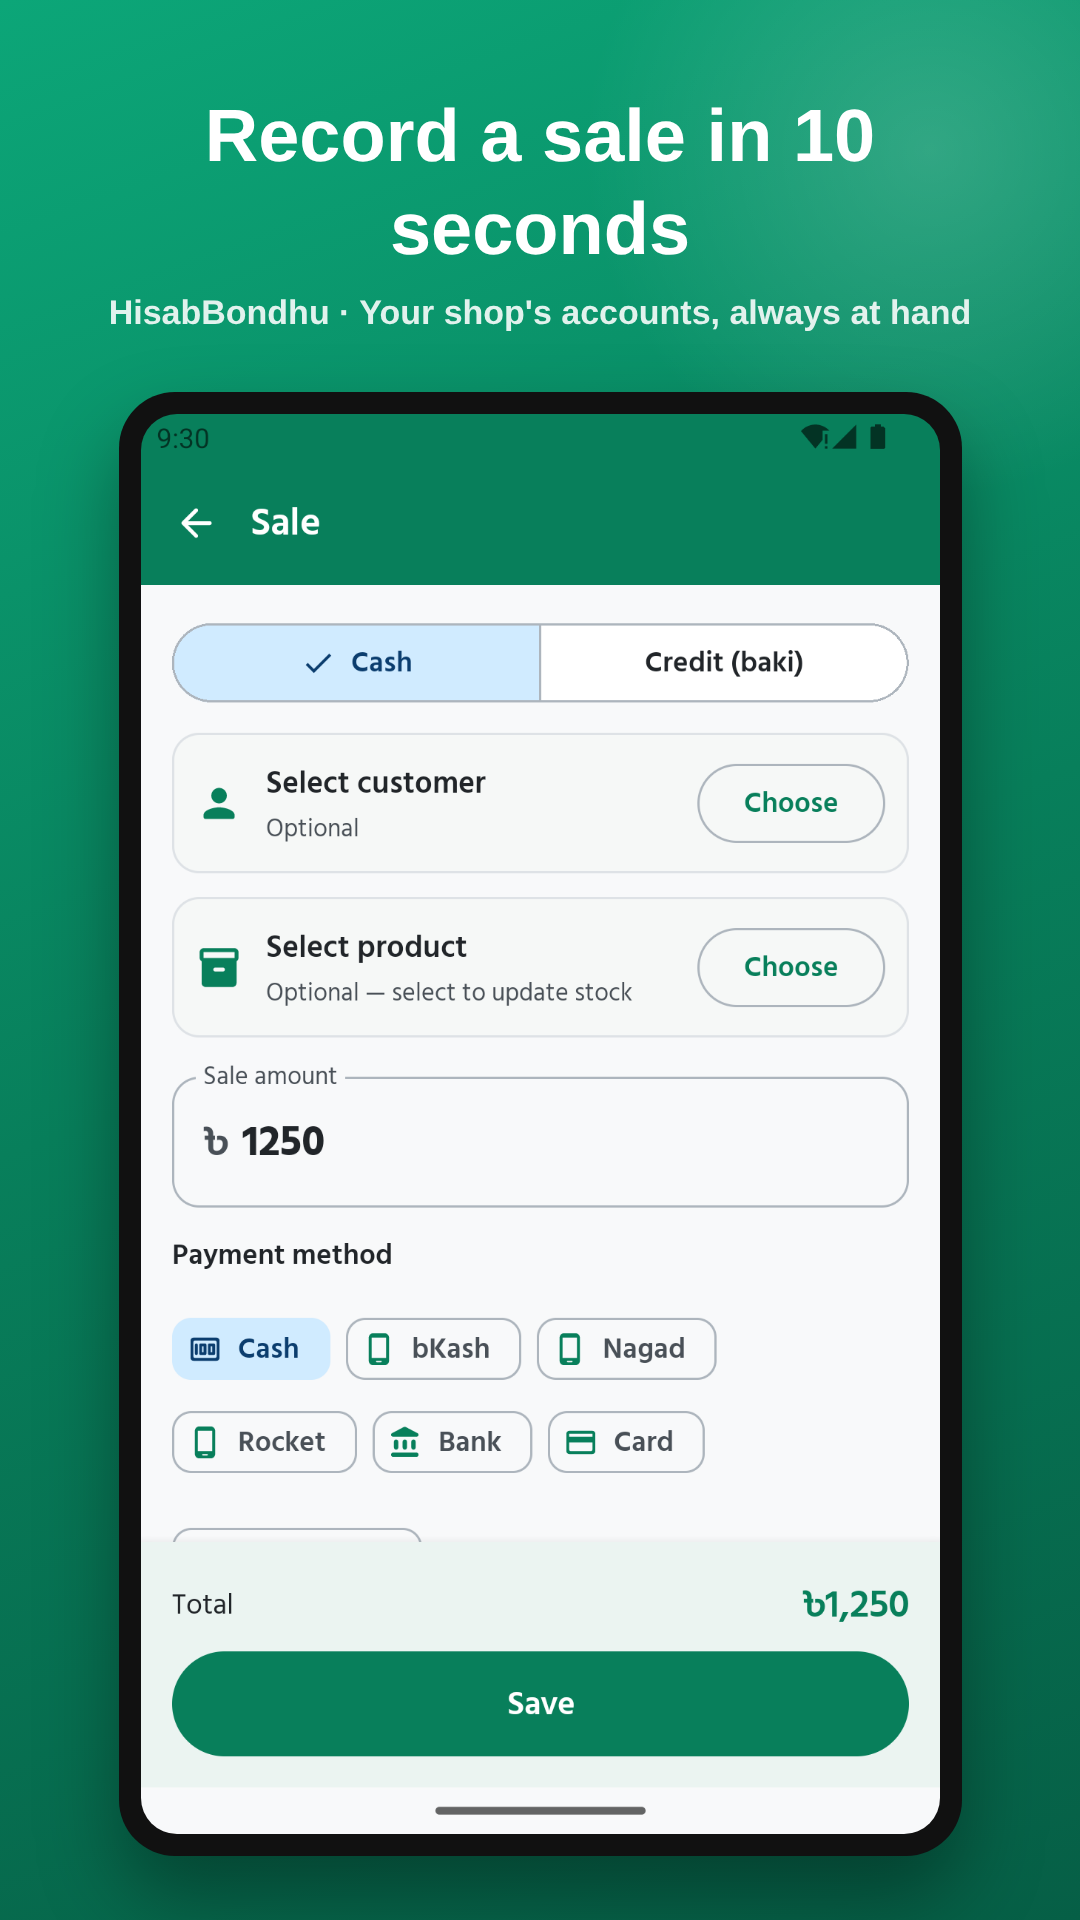 Record a sale in 10
seconds
HisabBondhu · Your shop's accounts, always at hand
9:30
Sale
Cash
Credit (baki)
Select customer
Optional
Choose
Select product
Optional — select to update stock
Choose
Sale amount
৳ 1250
Payment method
Cash
bKash
Nagad
Rocket
Bank
Card
Total
৳1,250
Save